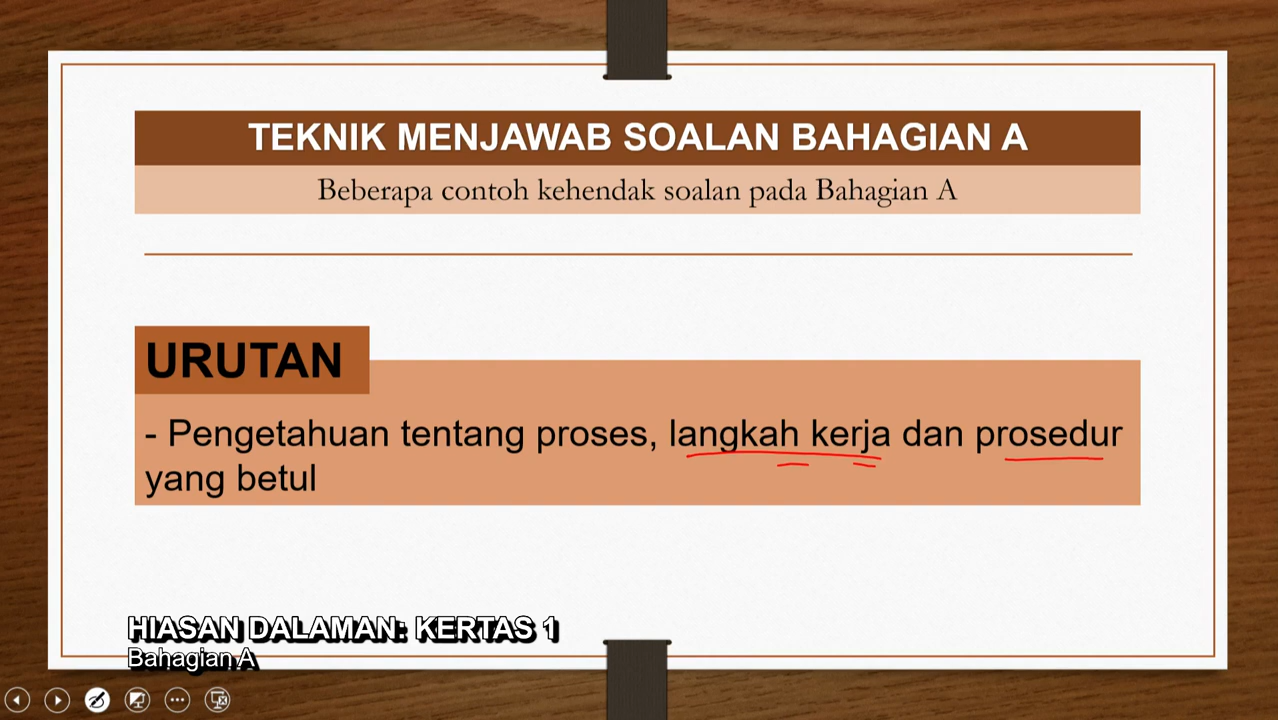 TEKNIK MENJAWAB SOALAN BAHAGIAN A
Beberapa contoh kehendak soalan pada Bahagian A
URUTAN
- Pengetahuan tentang proses, langkah kerja dan prosedur
yang betul
HIASAN DALAMAN: KERTAS 1
Bahagian A